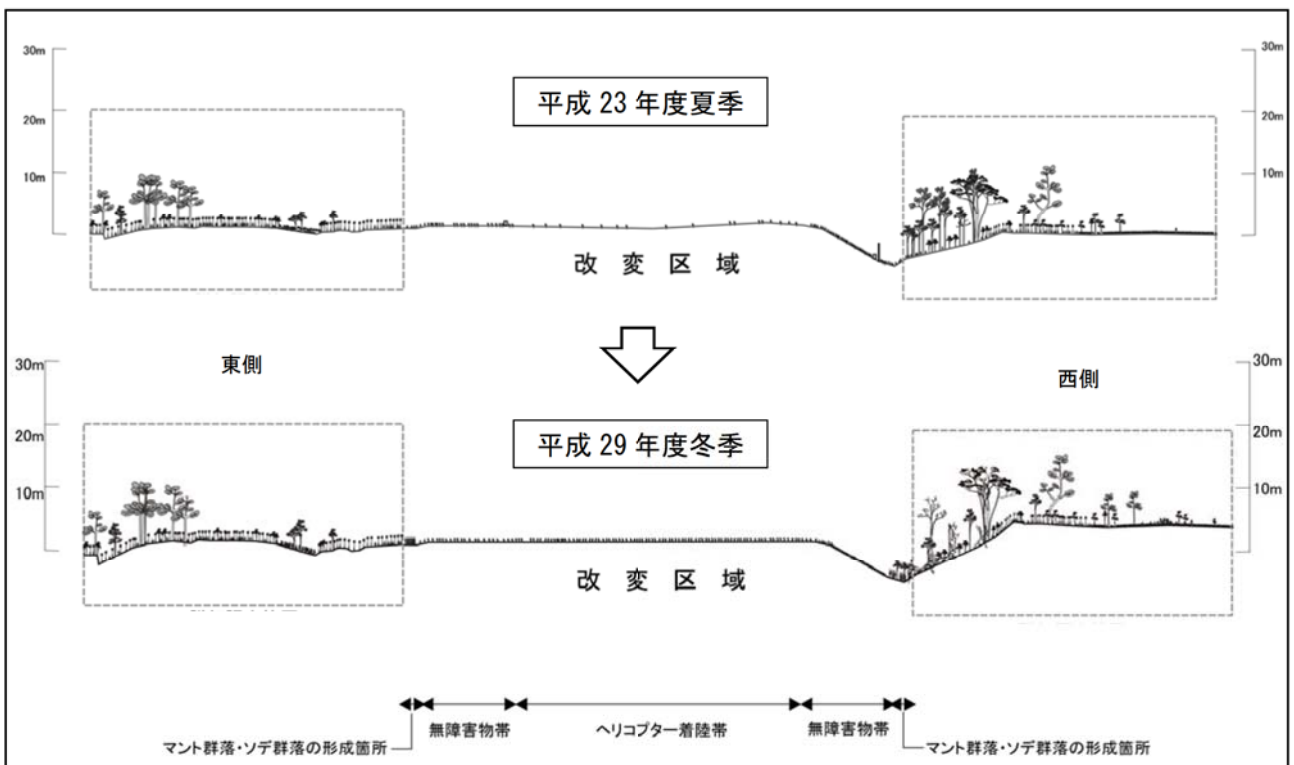 平成 23 年度夏季
30m
20m
10m
30m
20m
10m
改 変 区 域
東側
西側
平成 29 年度冬季
30m
20m
10m
30m
20m
10m
改 変 区 域
無障害物帯
ヘリコプター着陸帯
無障害物帯
マント群落・ソデ群落の形成箇所
マント群落・ソデ群落の形成箇所